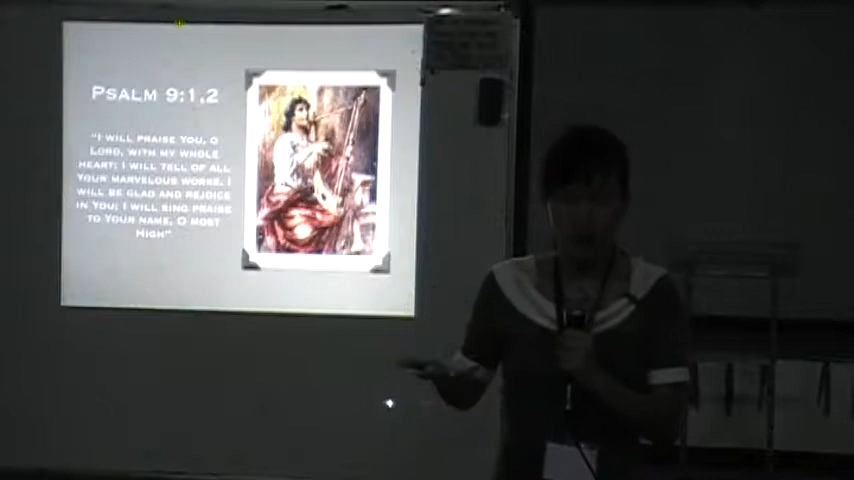 PSALM 9:1,2
"I WILL PRAISE YOU, O
LORD, WITH MY WHOLE
HEART; I WILL TELL OF ALL
YOUR MARVELOUS WORKS. I
WILL BE GLAD AND REJOICE
IN YOU; I WILL SING PRAISE
TO YOUR NAME, O MOST
HIGH"